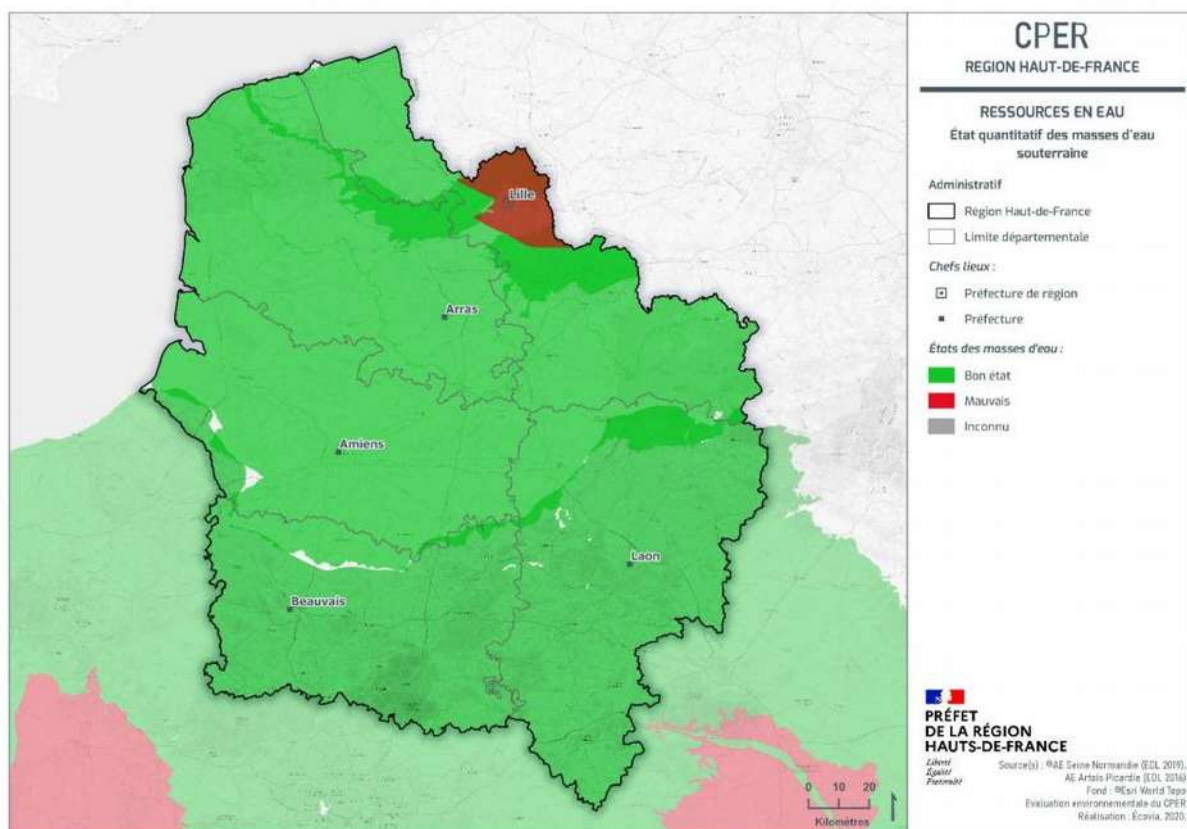 CPER
REGION HAUT-DE-FRANCE
RESSOURCES EN EAU
État quantitatif des masses d'eau
souterraine
Administratif
Région Haut-de-France
Limite départementale
Chefs lieux :
Préfecture de région
Préfecture
États des masses d'eau :
Bon état
Mauvais
Inconnu
Lille
Arras
Amiens
Laon
Beauvais
0 10 20
Kilomètres
PRÉFET
DE LA RÉGION
HAUTS-DE-FRANCE
Liberté
Égalité
Fraternité
Source(s) : ©AE Seine Normandie (EDL 2019),
AE Artois Picardie (EDL 2016)
Fond : ©Esri World Topo
Evaluation environnementale du CPER
Réalisation : Écovia, 2020.